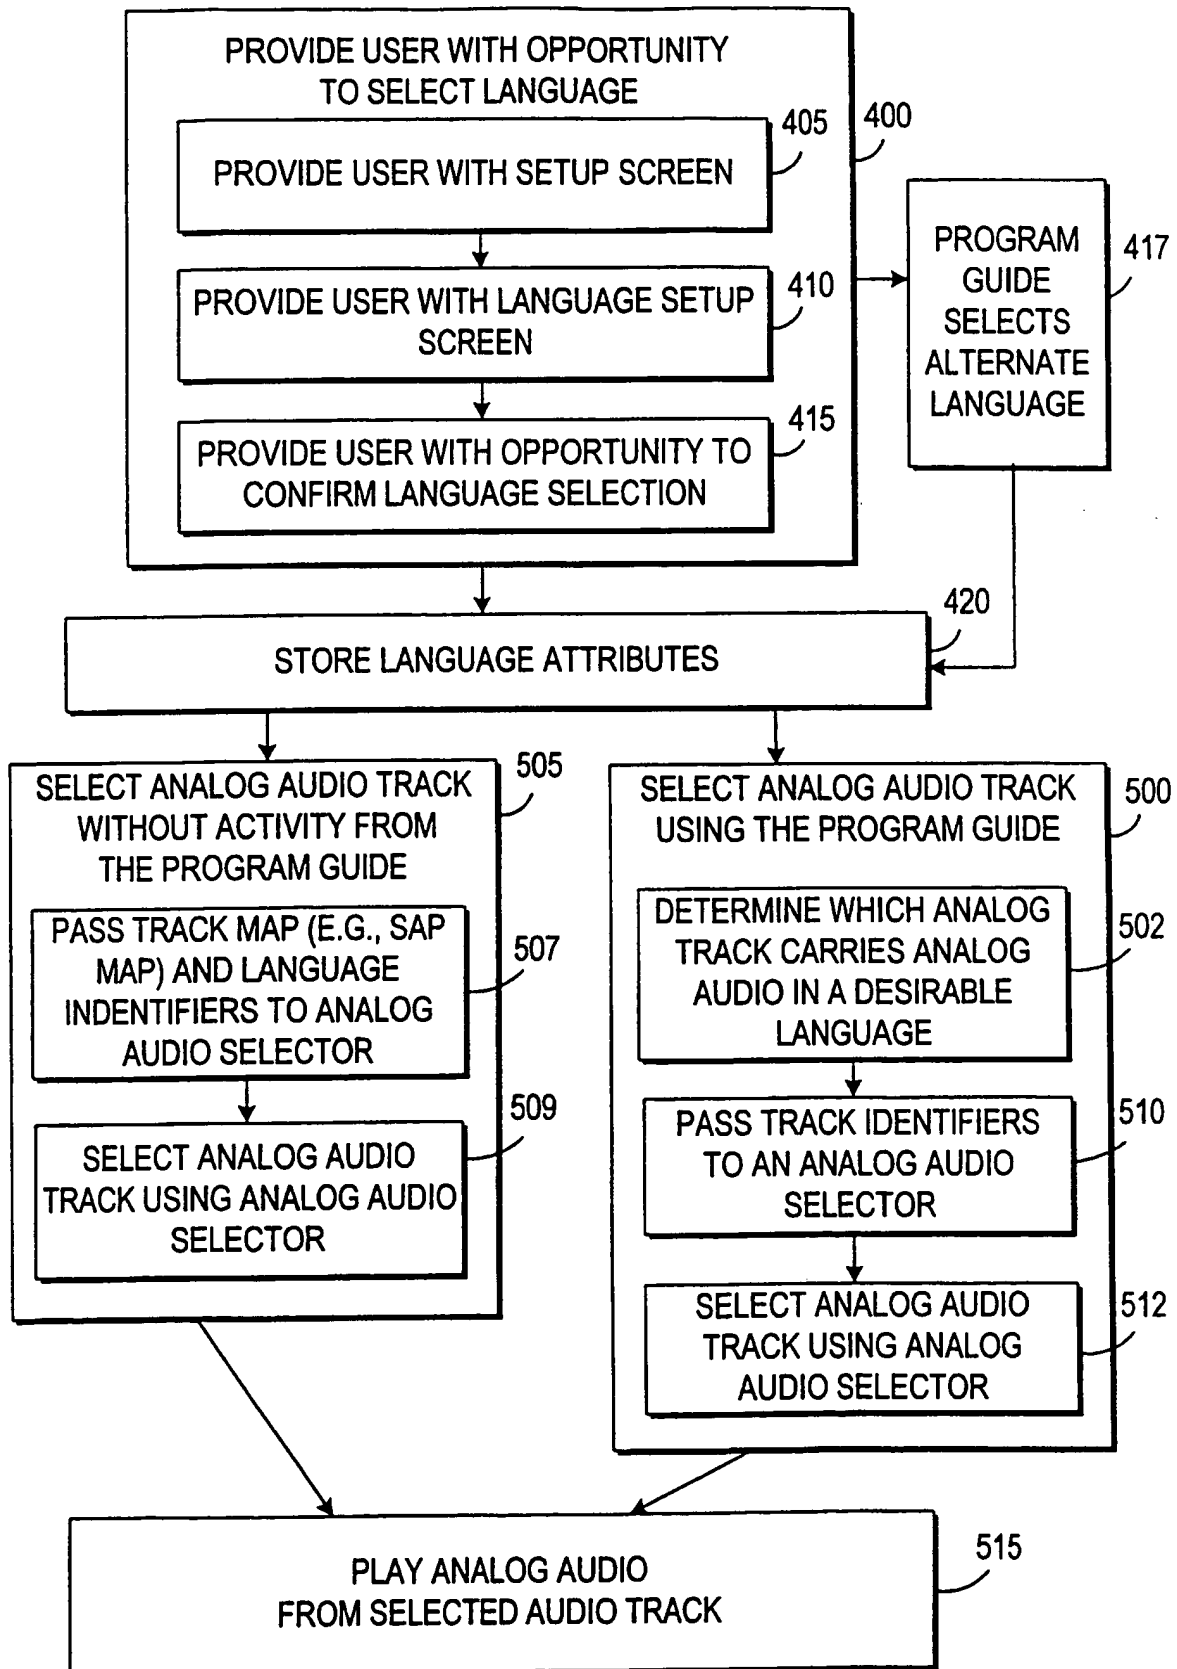 PROVIDE USER WITH OPPORTUNITY
TO SELECT LANGUAGE
400
405
PROVIDE USER WITH SETUP SCREEN
410
PROVIDE USER WITH LANGUAGE SETUP
SCREEN
415
PROVIDE USER WITH OPPORTUNITY TO
CONFIRM LANGUAGE SELECTION
417
PROGRAM
GUIDE
SELECTS
ALTERNATE
LANGUAGE
420
STORE LANGUAGE ATTRIBUTES
505
SELECT ANALOG AUDIO TRACK
WITHOUT ACTIVITY FROM
THE PROGRAM GUIDE
507
PASS TRACK MAP (E.G., SAP
MAP) AND LANGUAGE
INDENTIFIERS TO ANALOG
AUDIO SELECTOR
509
SELECT ANALOG AUDIO
TRACK USING ANALOG AUDIO
SELECTOR
500
SELECT ANALOG AUDIO TRACK
USING THE PROGRAM GUIDE
502
DETERMINE WHICH ANALOG
TRACK CARRIES ANALOG
AUDIO IN A DESIRABLE
LANGUAGE
510
PASS TRACK IDENTIFIERS
TO AN ANALOG AUDIO
SELECTOR
512
SELECT ANALOG AUDIO
TRACK USING ANALOG
AUDIO SELECTOR
515
PLAY ANALOG AUDIO
FROM SELECTED AUDIO TRACK